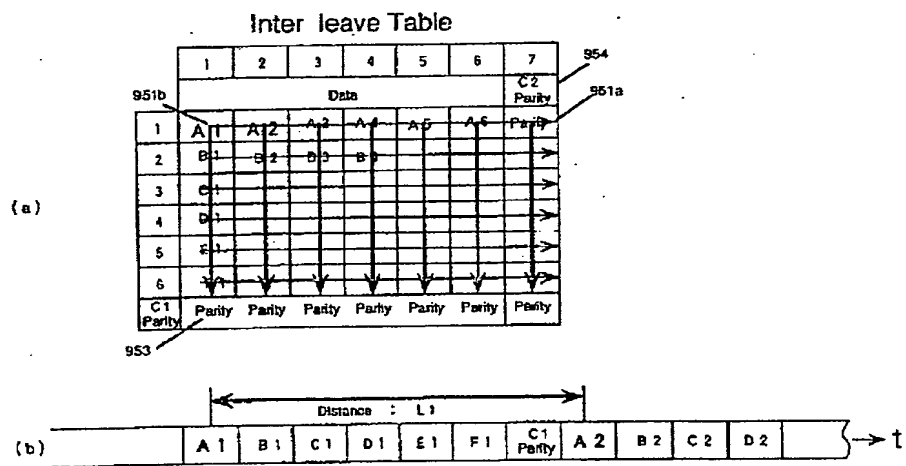 Inter leave Table
1 2 3 4 5 6 7
954
Data
C2 Parity
951b
951a
1 A1 A2 A3 A4 A5 A6 Parity
2 B1 B2 D3 B3
3 C1
(a)
4 D1
5 E1
6
C1 Parity Parity Parity Parity Parity Parity Parity Parity
953
Distance : L1
(b) A1 B1 C1 D1 E1 F1 C1 Parity A2 B2 C2 D2 t